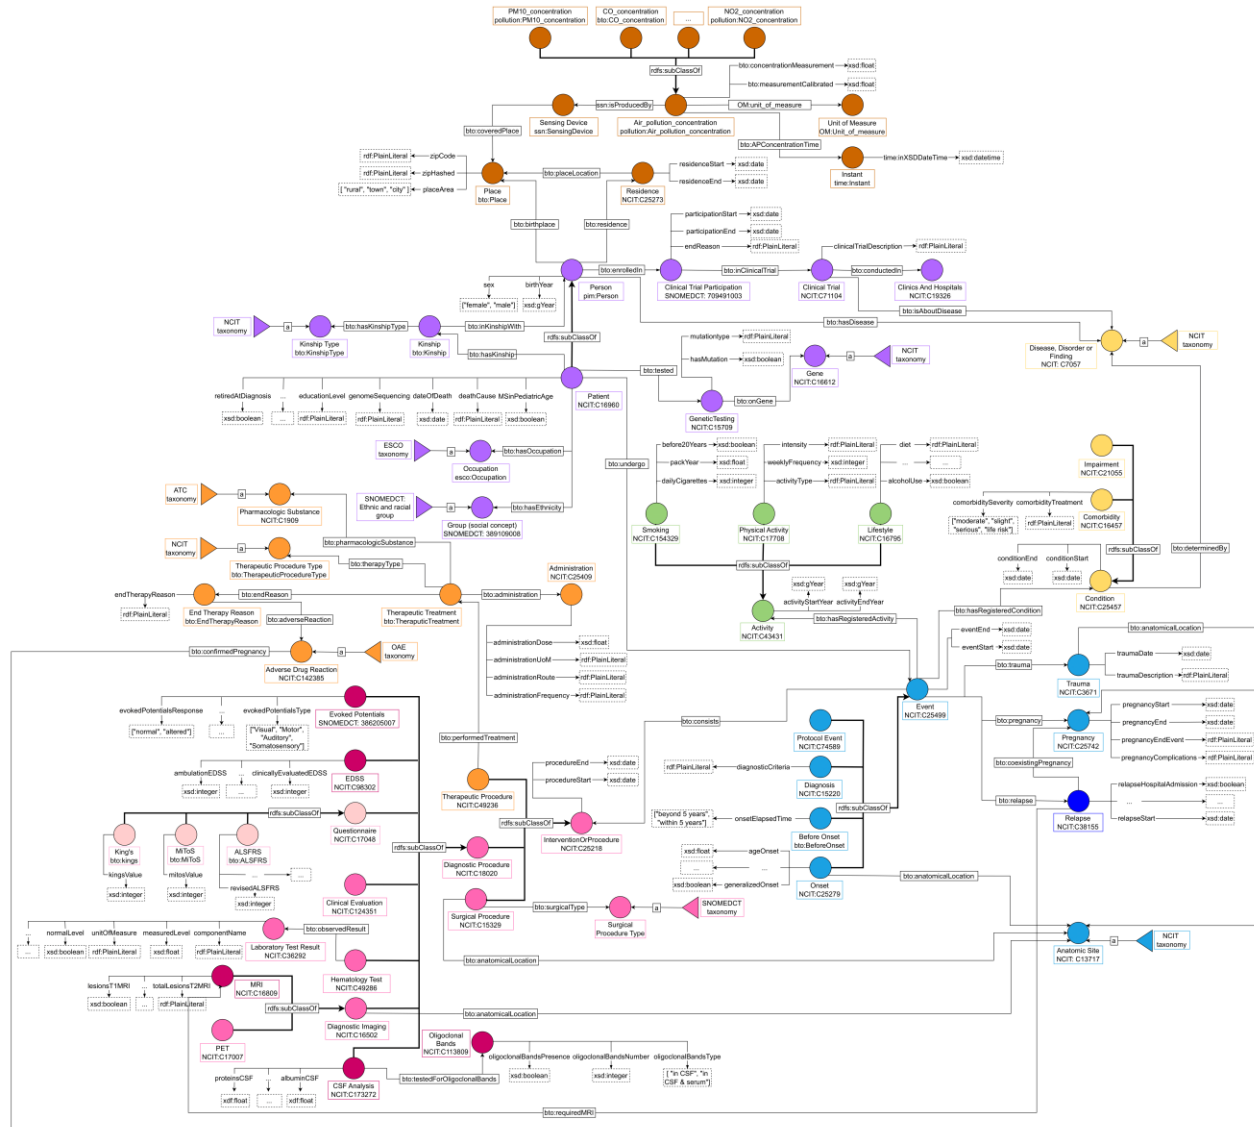 PM10_concentration
pollution:PM10_concentration
CO_concentration
bto:CO_concentration
...
NO2_concentration
pollution:NO2_concentration
rdfs:subClassOf
bto:concentrationMeasurement
xsd:float
bto:measurementCalibrated
xsd:float
ssn:isProducedBy
OM:unit_of_measure
Sensing Device
ssn:SensingDevice
Air_pollution_concentration
pollution:Air_pollution_concentration
Unit of Measure
OM:Unit_of_measure
bto:coveredPlace
bto:APConcentrationTime
rdf:PlainLiteral
zipCode
rdf:PlainLiteral
zipHashed
[ "rural", "town", "city" ]
placeArea
Place
bto:Place
bto:placeLocation
Residence
NCIT:C25273
residenceStart
xsd:date
residenceEnd
xsd:date
time:inXSDDateTime
xsd:datetime
Instant
time:Instant
bto:birthplace
bto:residence
participationStart
xsd:date
participationEnd
xsd:date
endReason
rdf:PlainLiteral
clinicalTrialDescription
rdf:PlainLiteral
bto:enrolledIn
bto:inClinicalTrial
bto:conductedIn
Person
pim:Person
Clinical Trial Participation
SNOMEDCT: 709491003
Clinical Trial
NCIT:C71104
Clinics And Hospitals
NCIT:C19326
sex
birthYear
["female", "male"]
xsd:gYear
bto:isAboutDisease
bto:hasDisease
NCIT
taxonomy
a
bto:hasKinshipType
bto:inKinshipWith
Kinship Type
bto:KinshipType
Kinship
bto:Kinship
bto:hasKinship
rdfs:subClassOf
mutationtype
rdf:PlainLiteral
hasMutation
xsd:boolean
bto:tested
Gene
NCIT:C16612
a
NCIT
taxonomy
bto:onGene
GeneticTesting
NCIT:C15709
Disease, Disorder or
Finding
NCIT: C7057
a
NCIT
taxonomy
Patient
NCIT:C16960
retiredAtDiagnosis
...
educationLevel
genomeSequencing
dateOfDeath
deathCause
MSinPediatricAge
xsd:boolean
...
rdf:PlainLiteral
rdf:PlainLiteral
xsd:date
rdf:PlainLiteral
xsd:boolean
ESCO
taxonomy
a
bto:hasOccupation
Occupation
esco:Occupation
bto:undergo
before20Years
xsd:boolean
packYear
xsd:float
dailyCigarettes
xsd:integer
intensity
rdf:PlainLiteral
weeklyFrequency
xsd:integer
activityType
rdf:PlainLiteral
diet
rdf:PlainLiteral
...
...
alcoholUse
xsd:boolean
Impairment
NCIT:C21055
ATC
taxonomy
a
Pharmacologic Substance
NCIT:C1909
SNOMEDCT:
Ethnic and racial
group
a
bto:hasEthnicity
Group (social concept)
SNOMEDCT: 389109008
Smoking
NCIT:C154329
Physical Activity
NCIT:C17708
Lifestyle
NCIT:C16795
comorbiditySeverity
comorbidityTreatment
["moderate", "slight",
"serious", "life risk"]
rdf:PlainLiteral
Comorbidity
NCIT:C16457
rdfs:subClassOf
bto:determinedBy
bto:pharmacologicSubstance
NCIT
taxonomy
a
bto:therapyType
Therapeutic Procedure Type
bto:TherapeuticProcedureType
rdfs:subClassOf
conditionEnd
conditionStart
xsd:date
xsd:date
Administration
NCIT:C25409
endTherapyReason
rdf:PlainLiteral
bto:endReason
bto:administration
End Therapy Reason
bto:EndTherapyReason
Therapeutic Treatment
bto:TheraputicTreatment
xsd:gYear
xsd:gYear
activityStartYear
activityEndYear
Activity
NCIT:C43431
bto:hasRegisteredActivity
bto:hasRegisteredCondition
Condition
NCIT:C25457
bto:adverseReaction
bto:confirmedPregnancy
a
OAE
taxonomy
Adverse Drug Reaction
NCIT:C142385
administrationDose
xsd:float
administrationUoM
rdf:PlainLiteral
administrationRoute
rdf:PlainLiteral
administrationFrequency
rdf:PlainLiteral
eventEnd
xsd:date
eventStart
xsd:date
bto:anatomicalLocation
bto:trauma
Trauma
NCIT:C3671
traumaDate
xsd:date
traumaDescription
rdf:PlainLiteral
Event
NCIT:C25499
evokedPotentialsResponse
...
evokedPotentialsType
["normal", "altered"]
...
["Visual", "Motor",
"Auditory",
"Somatosensory"]
Evoked Potentials
SNOMEDCT: 386205007
bto:consists
bto:pregnancy
Pregnancy
NCIT:C25742
pregnancyStart
xsd:date
pregnancyEnd
xsd:date
pregnancyEndEvent
rdf:PlainLiteral
pregnancyComplications
rdf:PlainLiteral
Protocol Event
NCIT:C74589
bto:performedTreatment
bto:coexistingPregnancy
ambulationEDSS
...
clinicallyEvaluatedEDSS
xsd:integer
...
xsd:integer
EDSS
NCIT:C98302
procedureEnd
xsd:date
procedureStart
xsd:date
rdf:PlainLiteral
diagnosticCriteria
Diagnosis
NCIT:C15220
Therapeutic Procedure
NCIT:C49236
rdfs:subClassOf
bto:relapse
Relapse
NCIT:C38155
relapseHospitalAdmission
xsd:boolean
...
...
relapseStart
xsd:date
rdfs:subClassOf
Questionnaire
NCIT:C17048
rdfs:subClassOf
InterventionOrProcedure
NCIT:C25218
["beyond 5 years",
"within 5 years"]
onsetElapsedTime
Before Onset
bto:BeforeOnset
King's
bto:kings
MiToS
bto:MiToS
ALSFRS
bto:ALSFRS
rdfs:subClassOf
Diagnostic Procedure
NCIT:C18020
kingsValue
mitosValue
...
...
revisedALSFRS
xsd:integer
xsd:integer
xsd:integer
xsd:float
ageOnset
...
...
xsd:boolean
generalizedOnset
Onset
NCIT:C25279
bto:anatomicalLocation
Clinical Evaluation
NCIT:C124351
Surgical Procedure
NCIT:C15329
bto:surgicalType
Surgical
Procedure Type
a
SNOMEDCT
taxonomy
...
normalLevel
unitOfMeasure
measuredLevel
componentName
...
xsd:boolean
rdf:PlainLiteral
xsd:float
rdf:PlainLiteral
bto:observedResult
Laboratory Test Result
NCIT:C36292
Hematology Test
NCIT:C49286
bto:anatomicalLocation
Anatomic Site
NCIT: C13717
a
NCIT
taxonomy
lesionsT1MRI
...
totalLesionsT2MRI
xsd:boolean
...
rdf:PlainLiteral
MRI
NCIT:C16809
rdfs:subClassOf
Diagnostic Imaging
NCIT:C16502
bto:anatomicalLocation
PET
NCIT:C17007
Oligoclonal
Bands
NCIT:C113809
oligoclonalBandsPresence
oligoclonalBandsNumber
oligoclonalBandsType
xsd:boolean
xsd:integer
[ "in CSF", "in
CSF & serum"]
proteinsCSF
...
albuminCSF
xdf:float
...
xdf:float
CSF Analysis
NCIT:C173272
bto:testedForOligoclonalBands
bto:requiredMRI